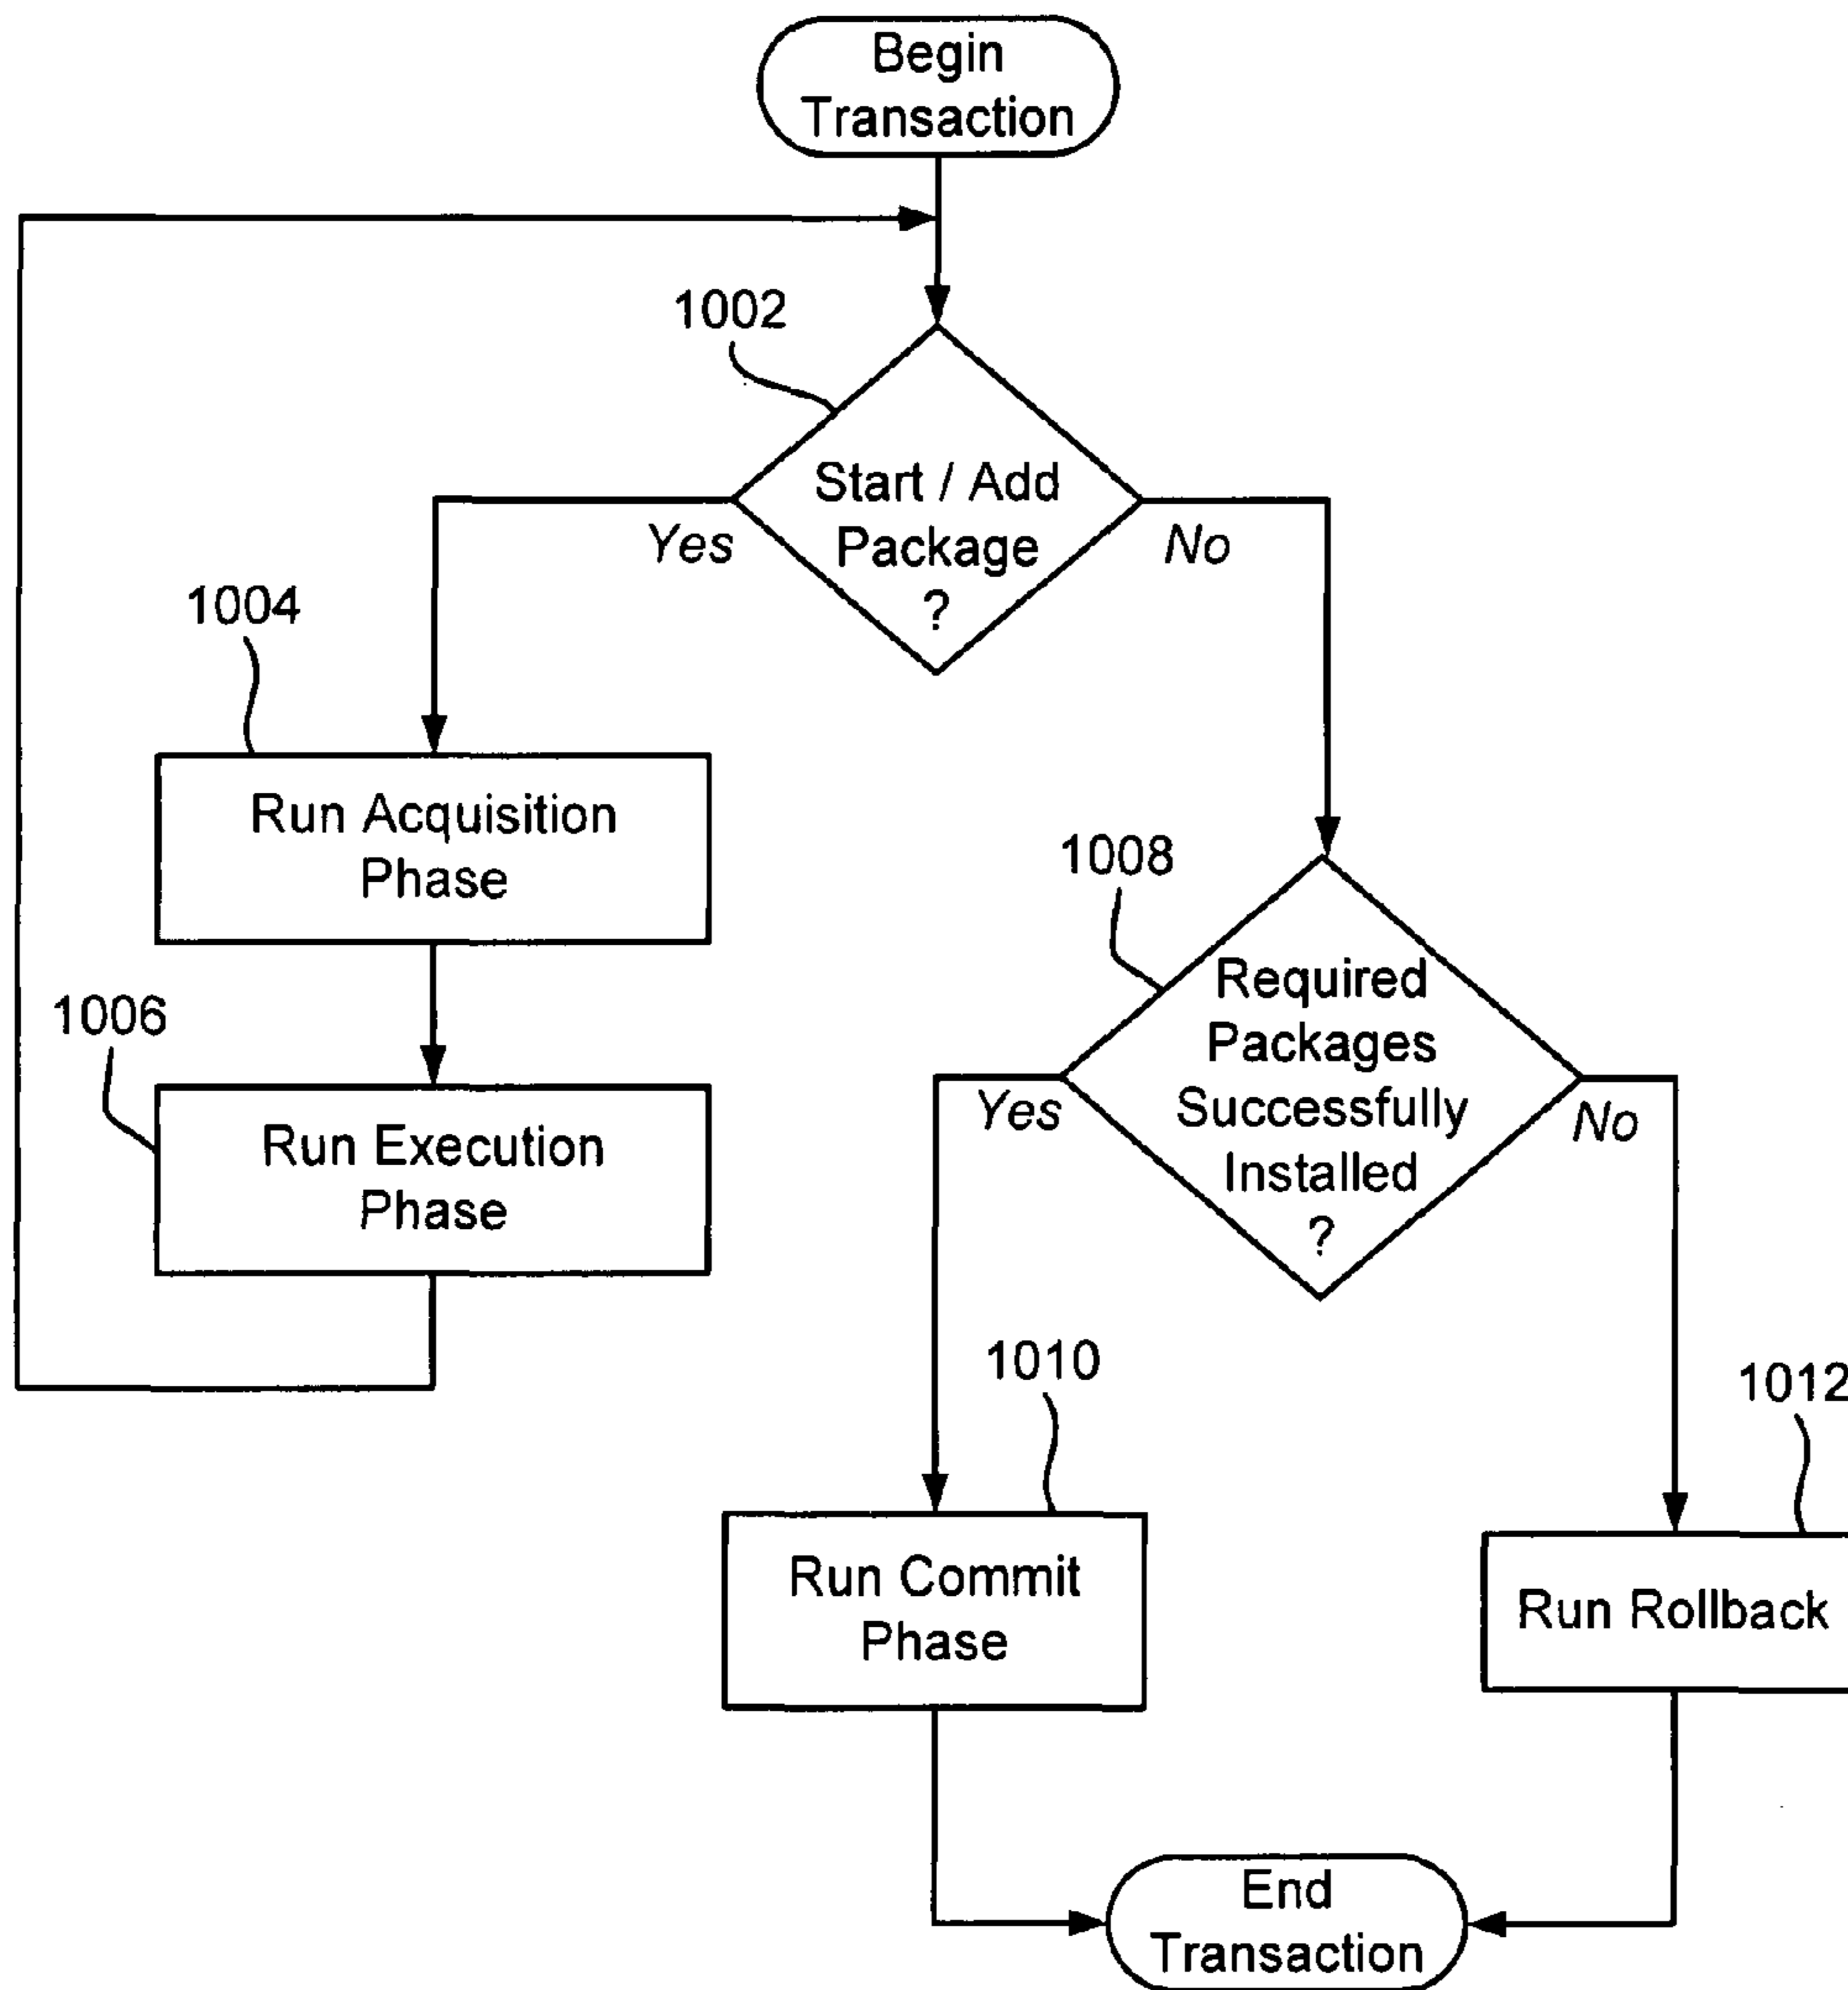 Begin
Transaction
1002
Start / Add
Package
?
Yes
No
1004
Run Acquisition
Phase
1006
Run Execution
Phase
1008
Required
Packages
Successfully
Installed
?
Yes
No
1010
Run Commit
Phase
1012
Run Rollback
End
Transaction